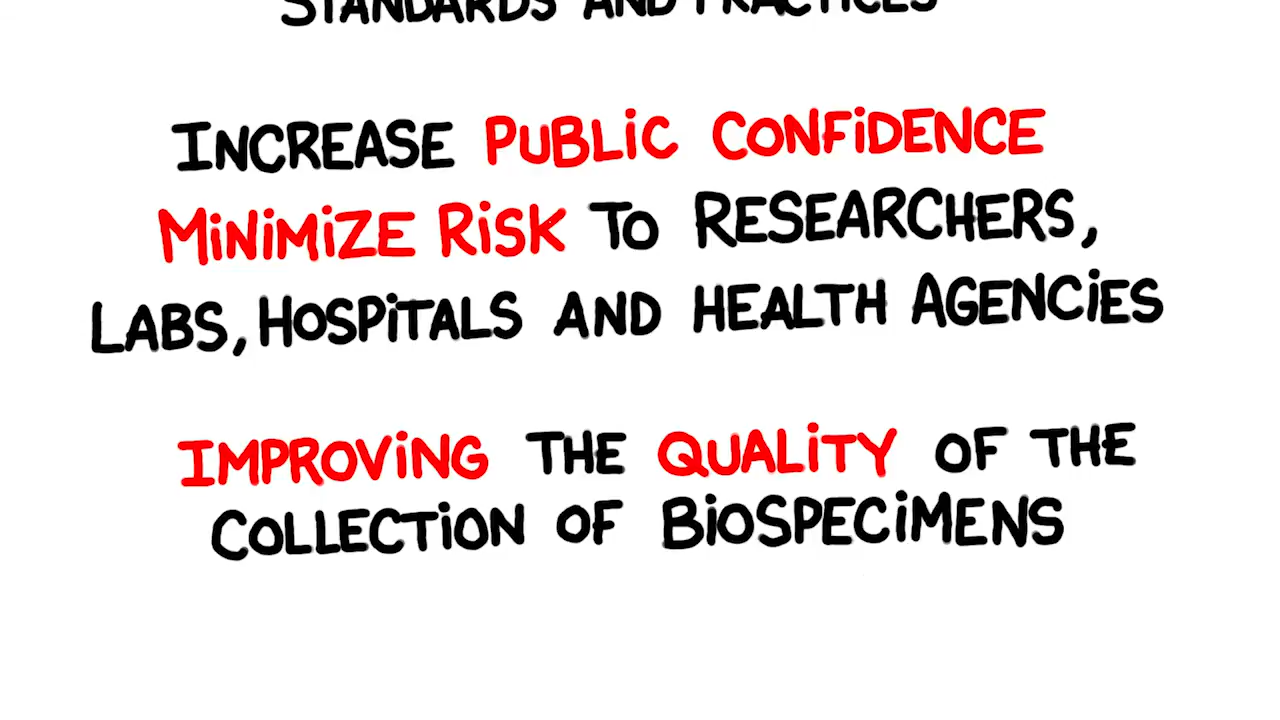 STANDARDS AND PRACTICES
INCREASE PUBLIC CONFIDENCE
MINIMIZE RISK TO RESEARCHERS,
LABS, HOSPITALS AND HEALTH AGENCIES
IMPROVING THE QUALITY OF THE
COLLECTION OF BIOSPECIMENS